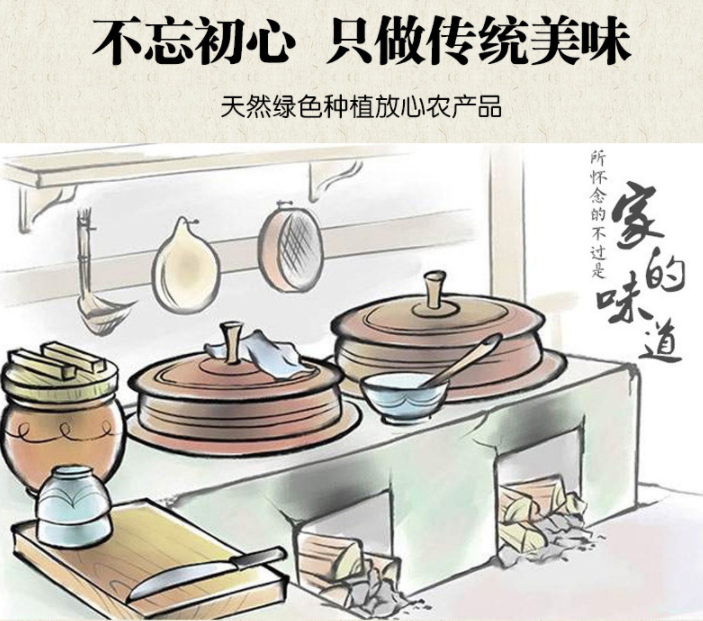 不忘初心 只做传统美味
天然绿色种植放心农产品
所怀念的不过是
家的味道